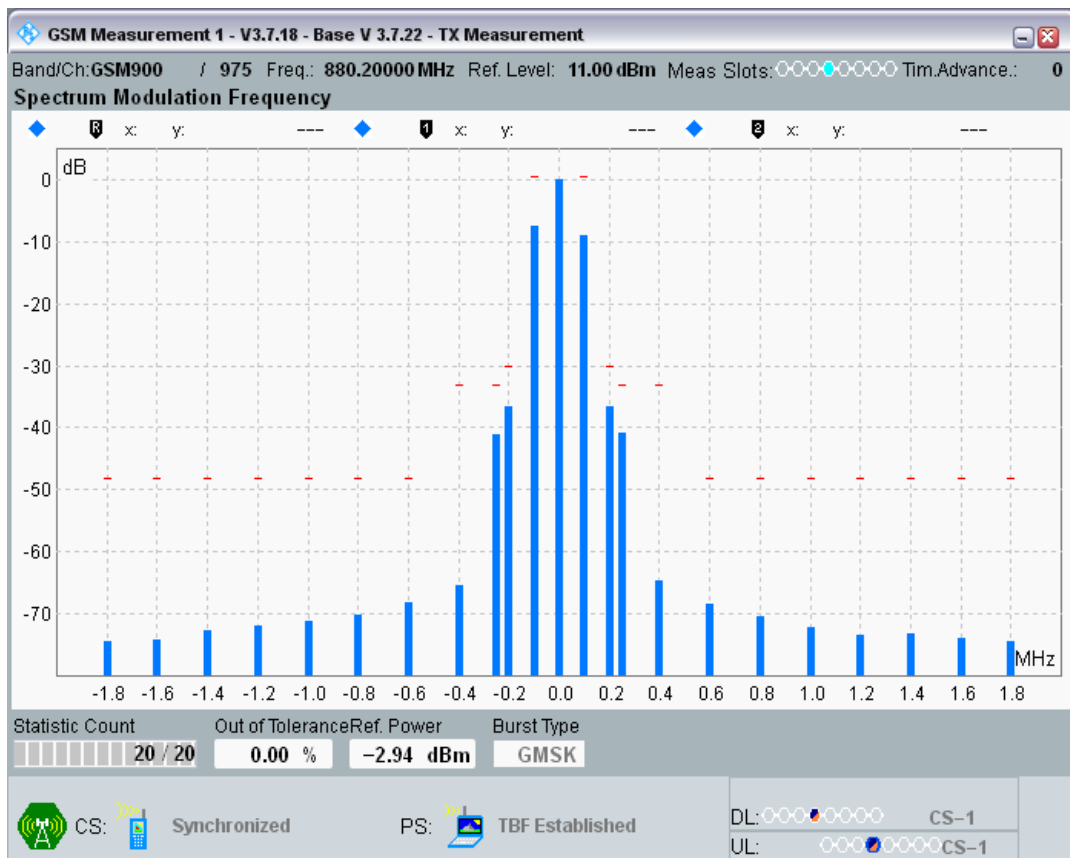 GSM Measurement 1 - V3.7.18 - Base V 3.7.22 - TX Measurement
Band/Ch:GSM900 / 975 Freq.: 880.20000 MHz Ref. Level: 11.00 dBm Meas Slots: Tim.Advance.: 0
Spectrum Modulation Frequency
R x: y: --- 1 x: y: --- 2 x: y: ---
dB
0
-10
-20
-30
-40
-50
-60
-70
MHz
-1.8 -1.6 -1.4 -1.2 -1.0 -0.8 -0.6 -0.4 -0.2 0.0 0.2 0.4 0.6 0.8 1.0 1.2 1.4 1.6 1.8
Statistic Count Out of Tolerance Ref. Power Burst Type
20 / 20 0.00 % −2.94 dBm GMSK
CS: Synchronized PS: TBF Established
DL: CS−1
UL: CS−1